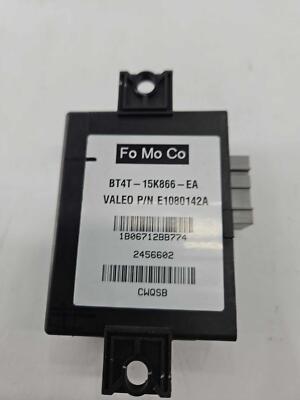 Fo Mo Co
BT4T-15K866-EA
VALEO P/N E1080142A
1B06712BB774
2456602
CWQSB